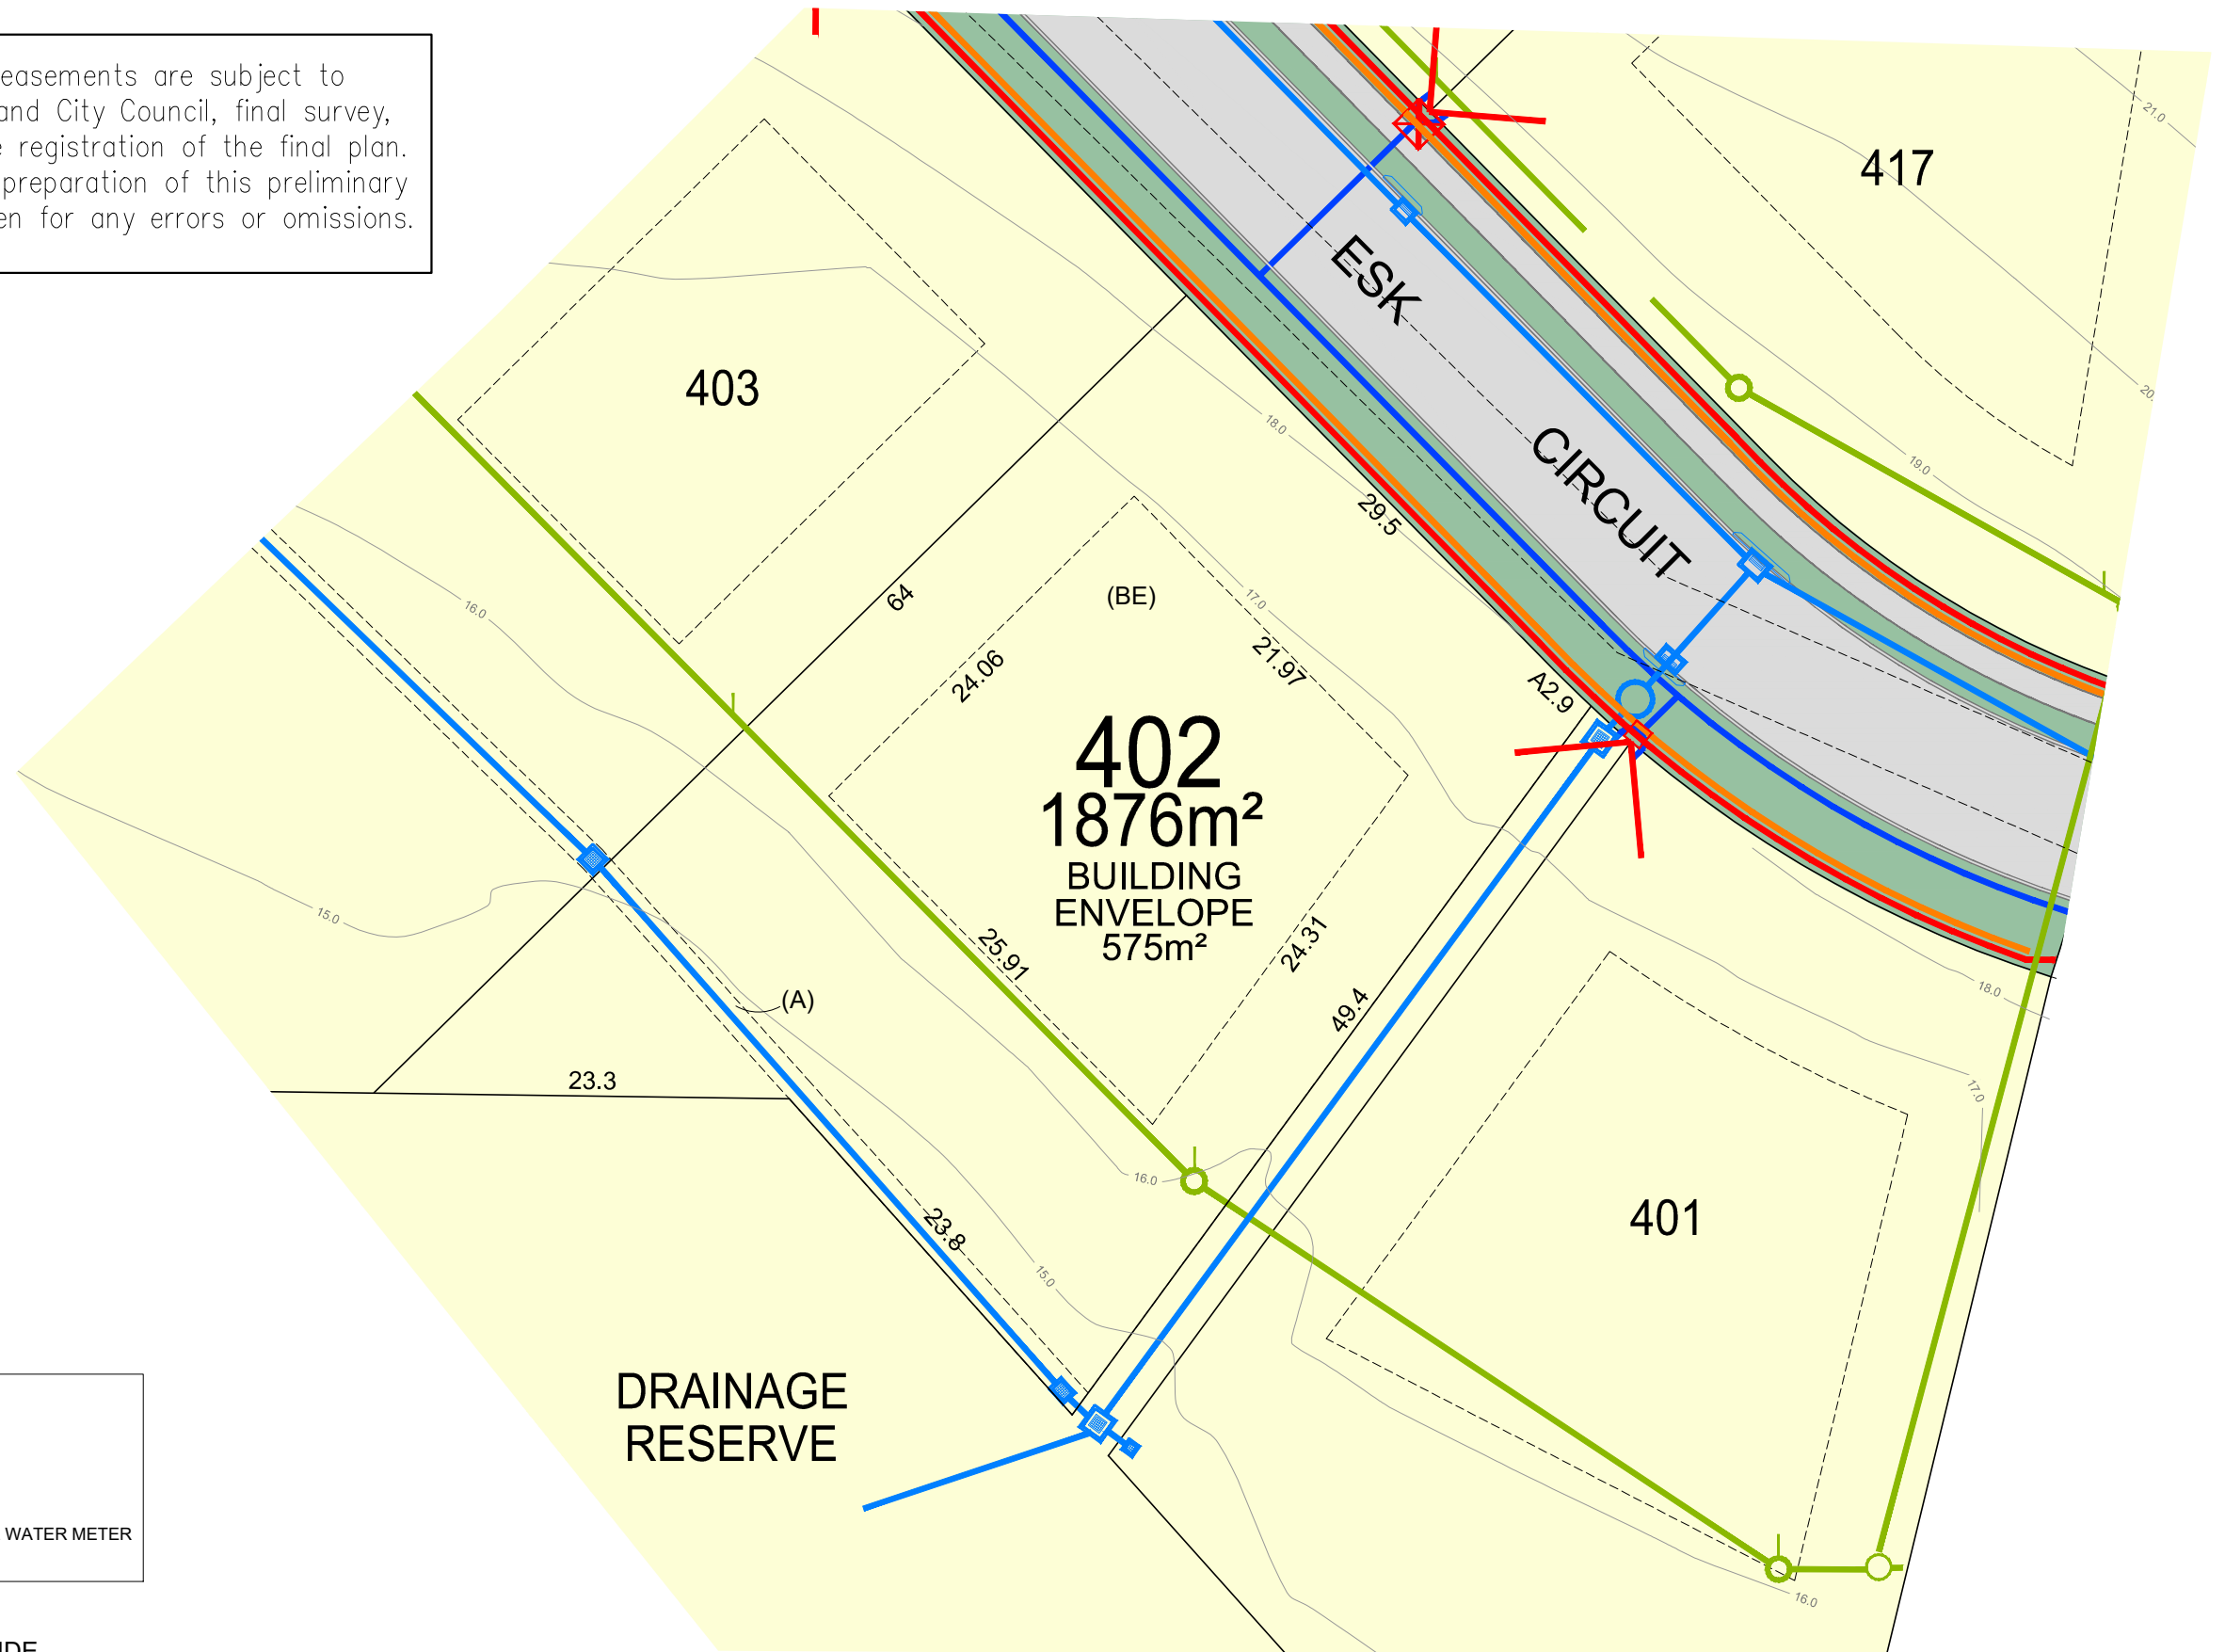 easements are subject to
and City Council, final survey,
registration of the final plan.
preparation of this preliminary
for any errors or omissions.
417
21.0
20.
19.0
ESK
CIRCUIT
403
18.0
29.5
64
(BE)
17.0
16.0
24.06
21.97
A2.9
402
1876m²
BUILDING
ENVELOPE
575m²
25.91
24.31
49.4
15.0
(A)
18.0
17.0
23.3
16.0
401
23.8
15.0
DRAINAGE
RESERVE
WATER METER
16.0